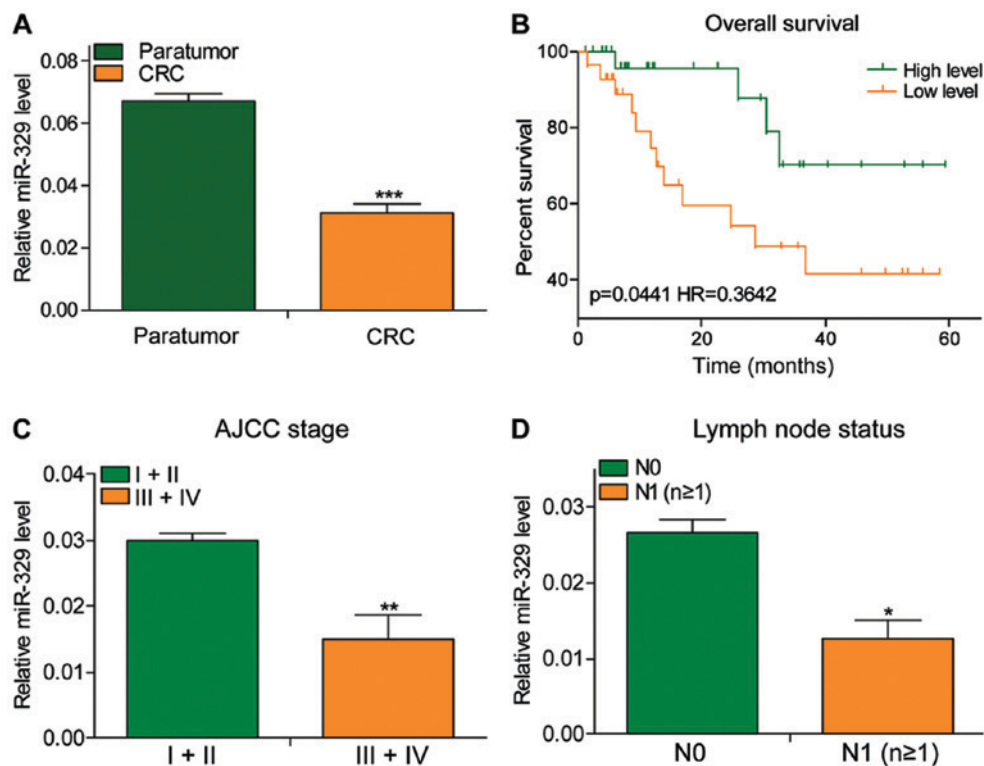 A
Relative miR-329 level
0.08
0.06
0.04
0.02
0.00
Paratumor
CRC
***
Paratumor
CRC
B
Overall survival
Percent survival
100
80
60
40
High level
Low level
p=0.0441 HR=0.3642
0
20
40
60
Time (months)
C
AJCC stage
Relative miR-329 level
0.04
0.03
0.02
0.01
0.00
I + II
III + IV
**
I + II
III + IV
D
Lymph node status
Relative miR-329 level
0.03
0.02
0.01
0.00
N0
N1 (n≥1)
*
N0
N1 (n≥1)